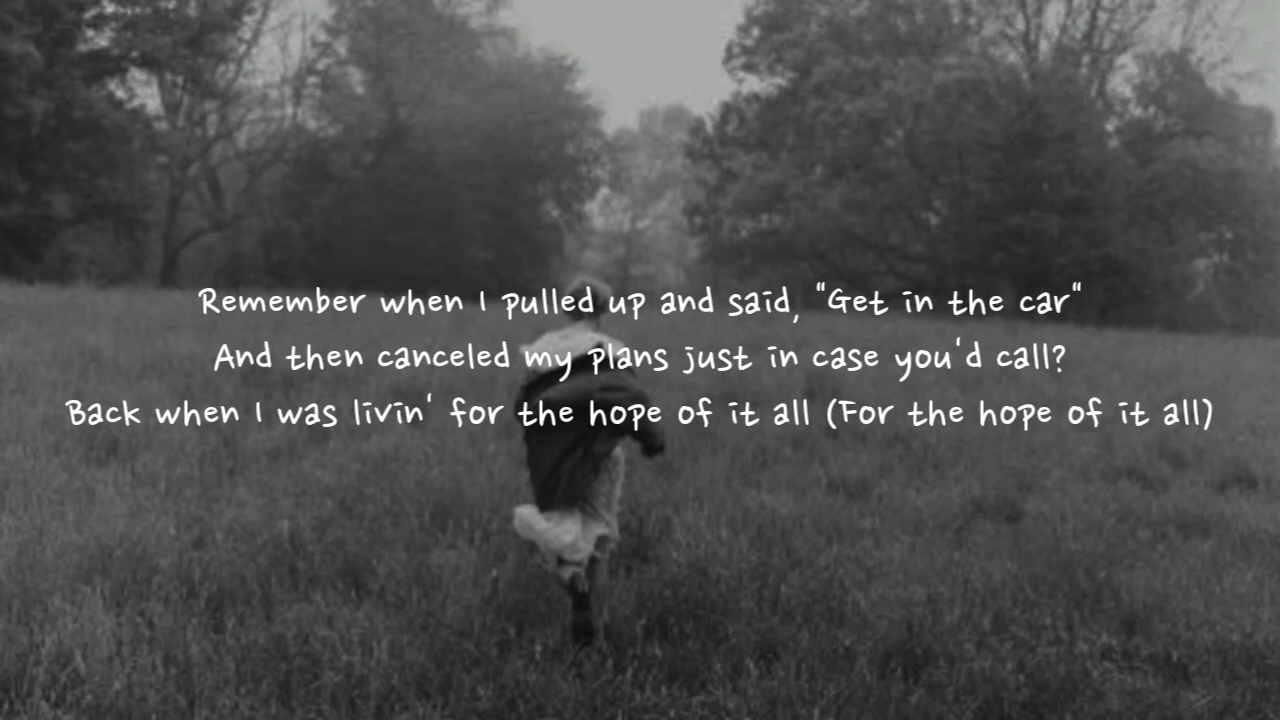 Remember when I pulled up and said, "Get in the car"
And then canceled my plans just in case you'd call?
Back when I was livin' for the hope of it all (For the hope of it all)